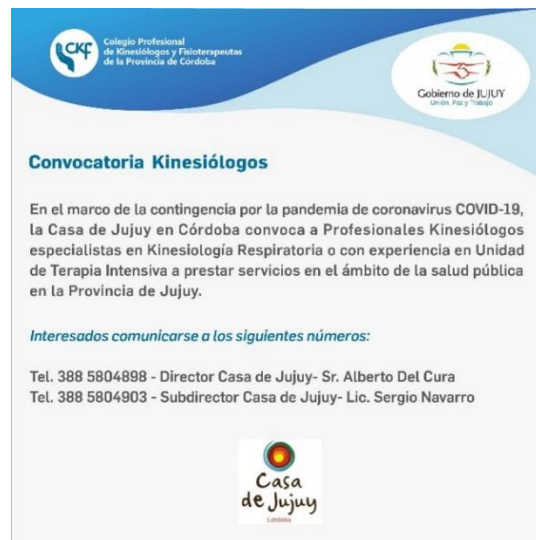 CKF
Colegio Profesional
de Kinesiólogos y Fisioterapeutas
de la Provincia de Córdoba
Gobierno de JUJUY
Unión, Paz y Trabajo
Convocatoria Kinesiólogos
En el marco de la contingencia por la pandemia de coronavirus COVID-19,
la Casa de Jujuy en Córdoba convoca a Profesionales Kinesiólogos
especialistas en Kinesiología Respiratoria o con experiencia en Unidad
de Terapia Intensiva a prestar servicios en el ámbito de la salud pública
en la Provincia de Jujuy.
Interesados comunicarse a los siguientes números:
Tel. 388 5804898 - Director Casa de Jujuy- Sr. Alberto Del Cura
Tel. 388 5804903 - Subdirector Casa de Jujuy- Lic. Sergio Navarro
Casa
de Jujuy
Córdoba